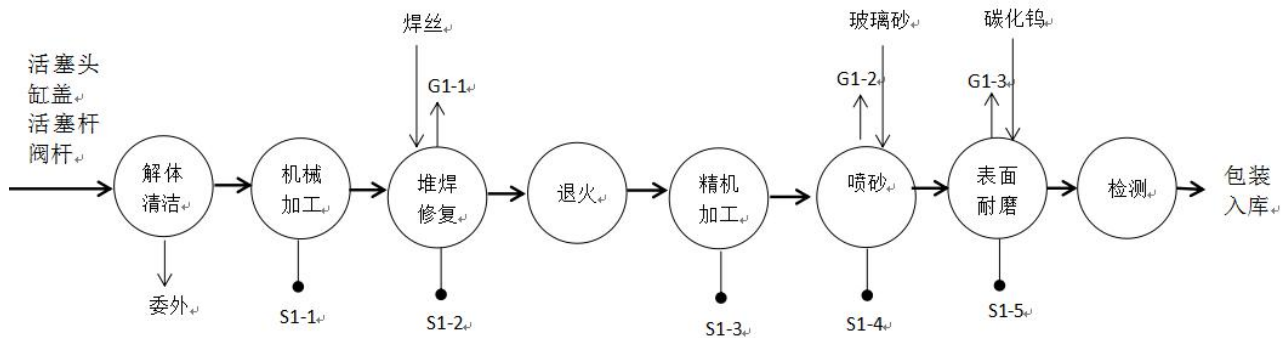 焊丝
玻璃砂
碳化钨
活塞头
缸盖
活塞杆
阀杆
G1-1
G1-2
G1-3
解体
清洁
机械
加工
堆焊
修复
退火
精机
加工
喷砂
表面
耐磨
检测
包装
入库
委外
S1-1
S1-2
S1-3
S1-4
S1-5